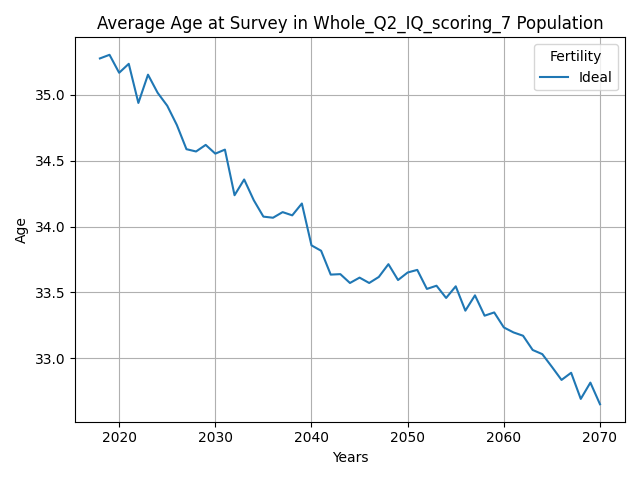 Average Age at Survey in Whole_Q2_IQ_scoring_7 Population
Fertility
Ideal
35.0
34.5
34.0
33.5
33.0
Age
2020 2030 2040 2050 2060 2070
Years